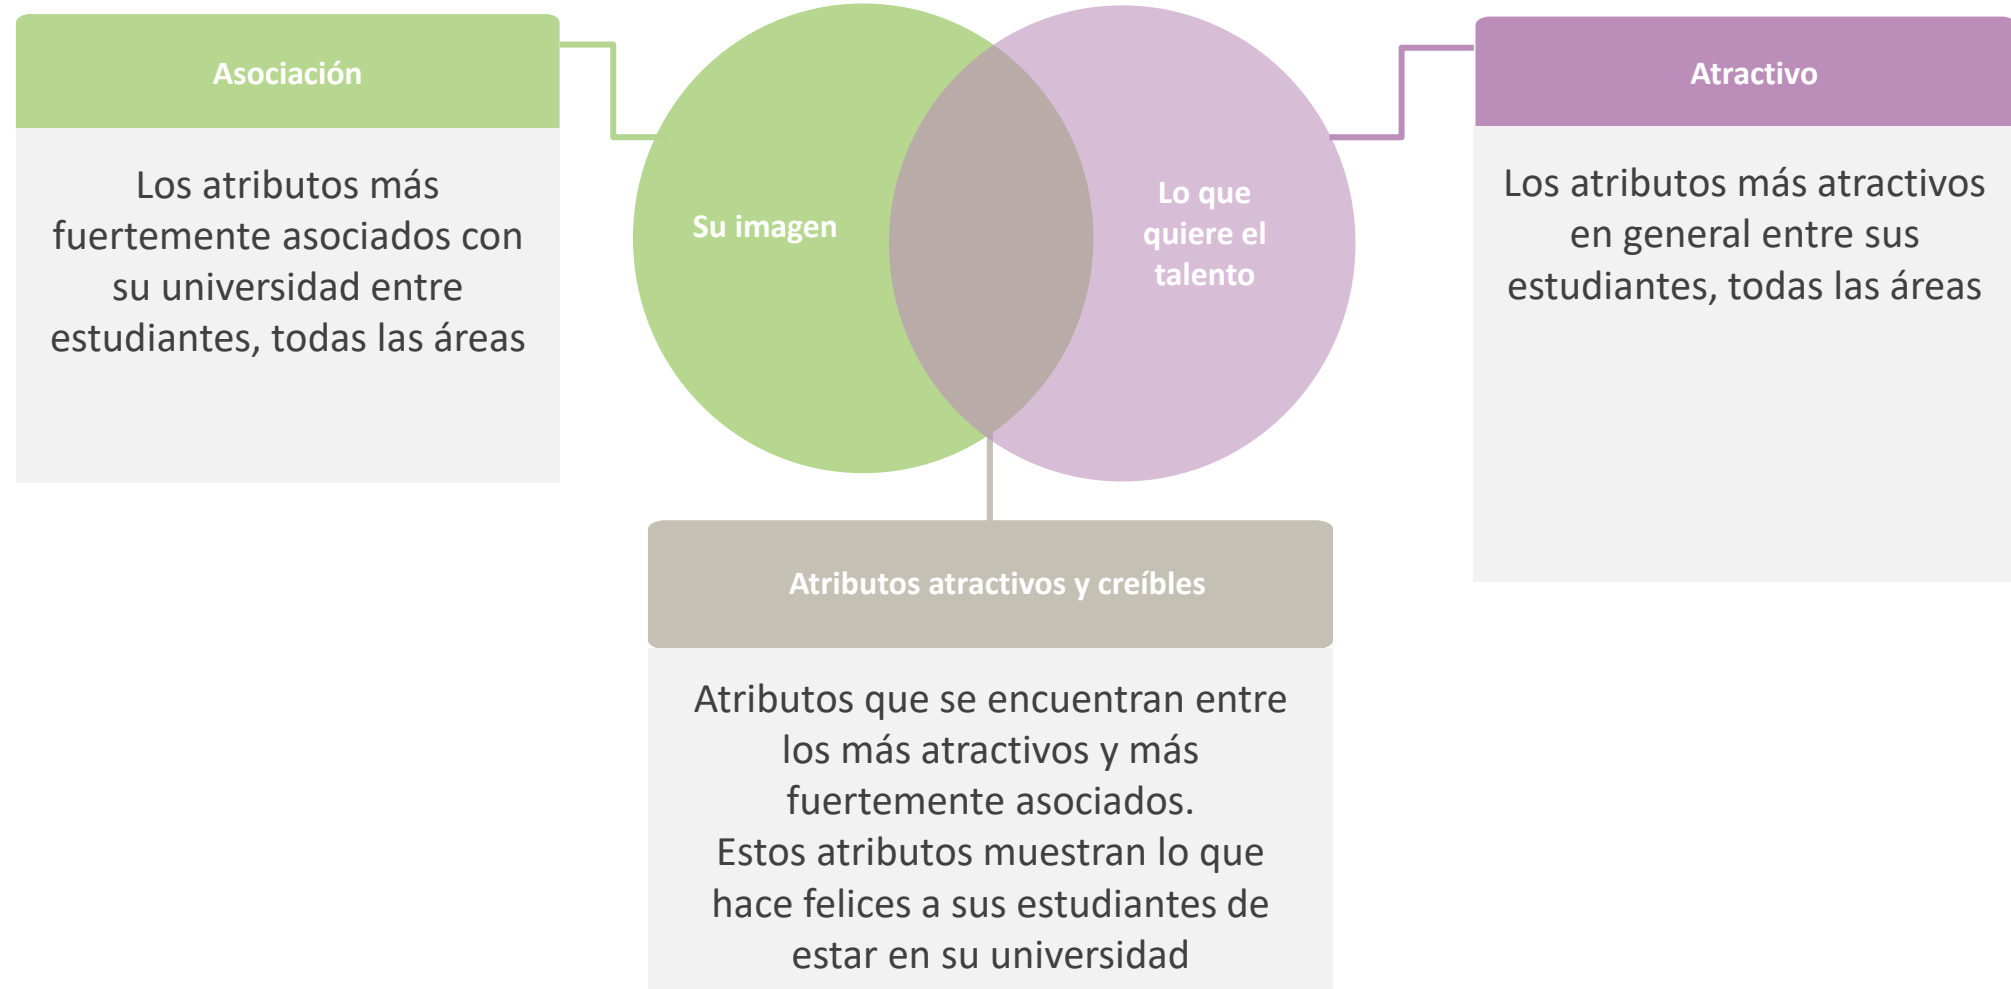 Asociación
Los atributos más
fuertemente asociados con
su universidad entre
estudiantes, todas las áreas
Su imagen
Lo que
quiere el
talento
Atractivo
Los atributos más atractivos
en general entre sus
estudiantes, todas las áreas
Atributos atractivos y creíbles
Atributos que se encuentran entre
los más atractivos y más
fuertemente asociados.
Estos atributos muestran lo que
hace felices a sus estudiantes de
estar en su universidad